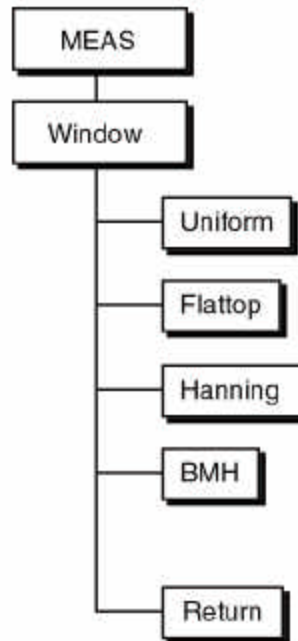 MEAS
Window
Uniform
Flattop
Hanning
BMH
Return